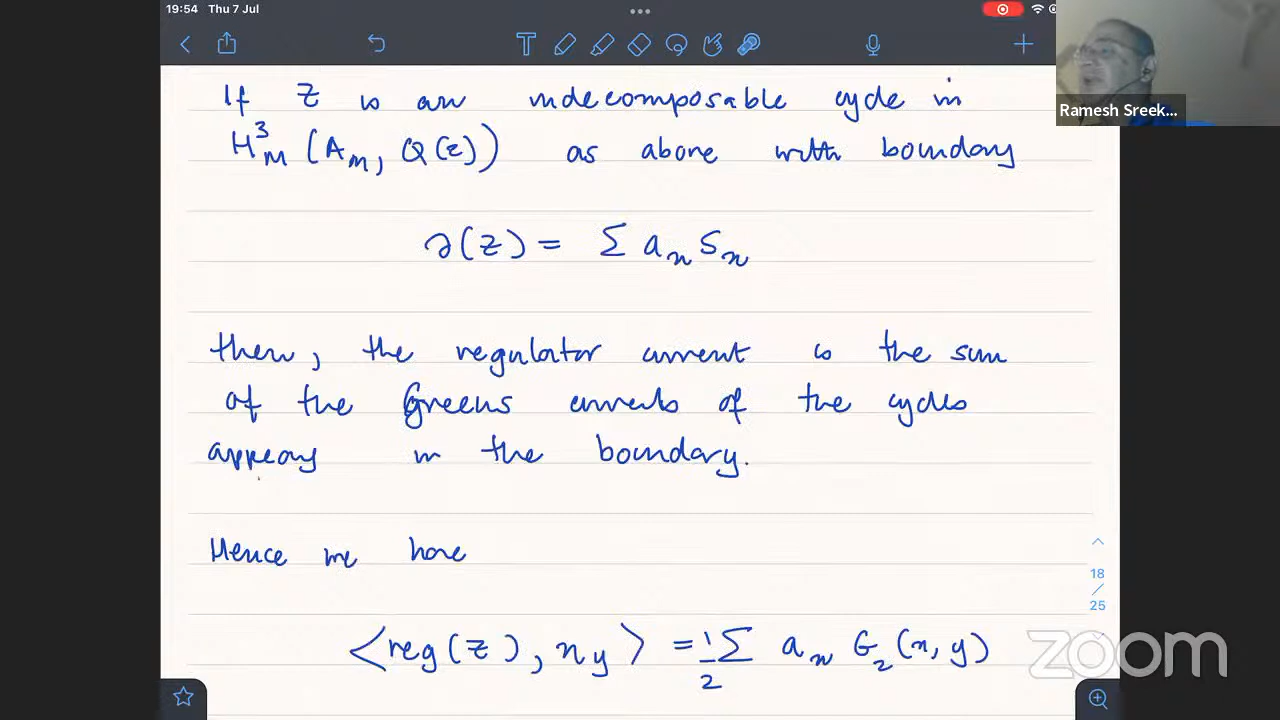 19:54 Thu 7 Jul
If Z is an indecomposable cycle in
H³_M (A_M, Q(2)) as above with boundary
∂(Z) = Σ a_x S_x
then, the regulator current is the sum
of the Greens currents of the cycles
appearing in the boundary.
Hence we have
<reg(Z), η_y> = 1/2 Σ a_x G_2(x, y)
18
/
25
Ramesh Sreek...
zoom